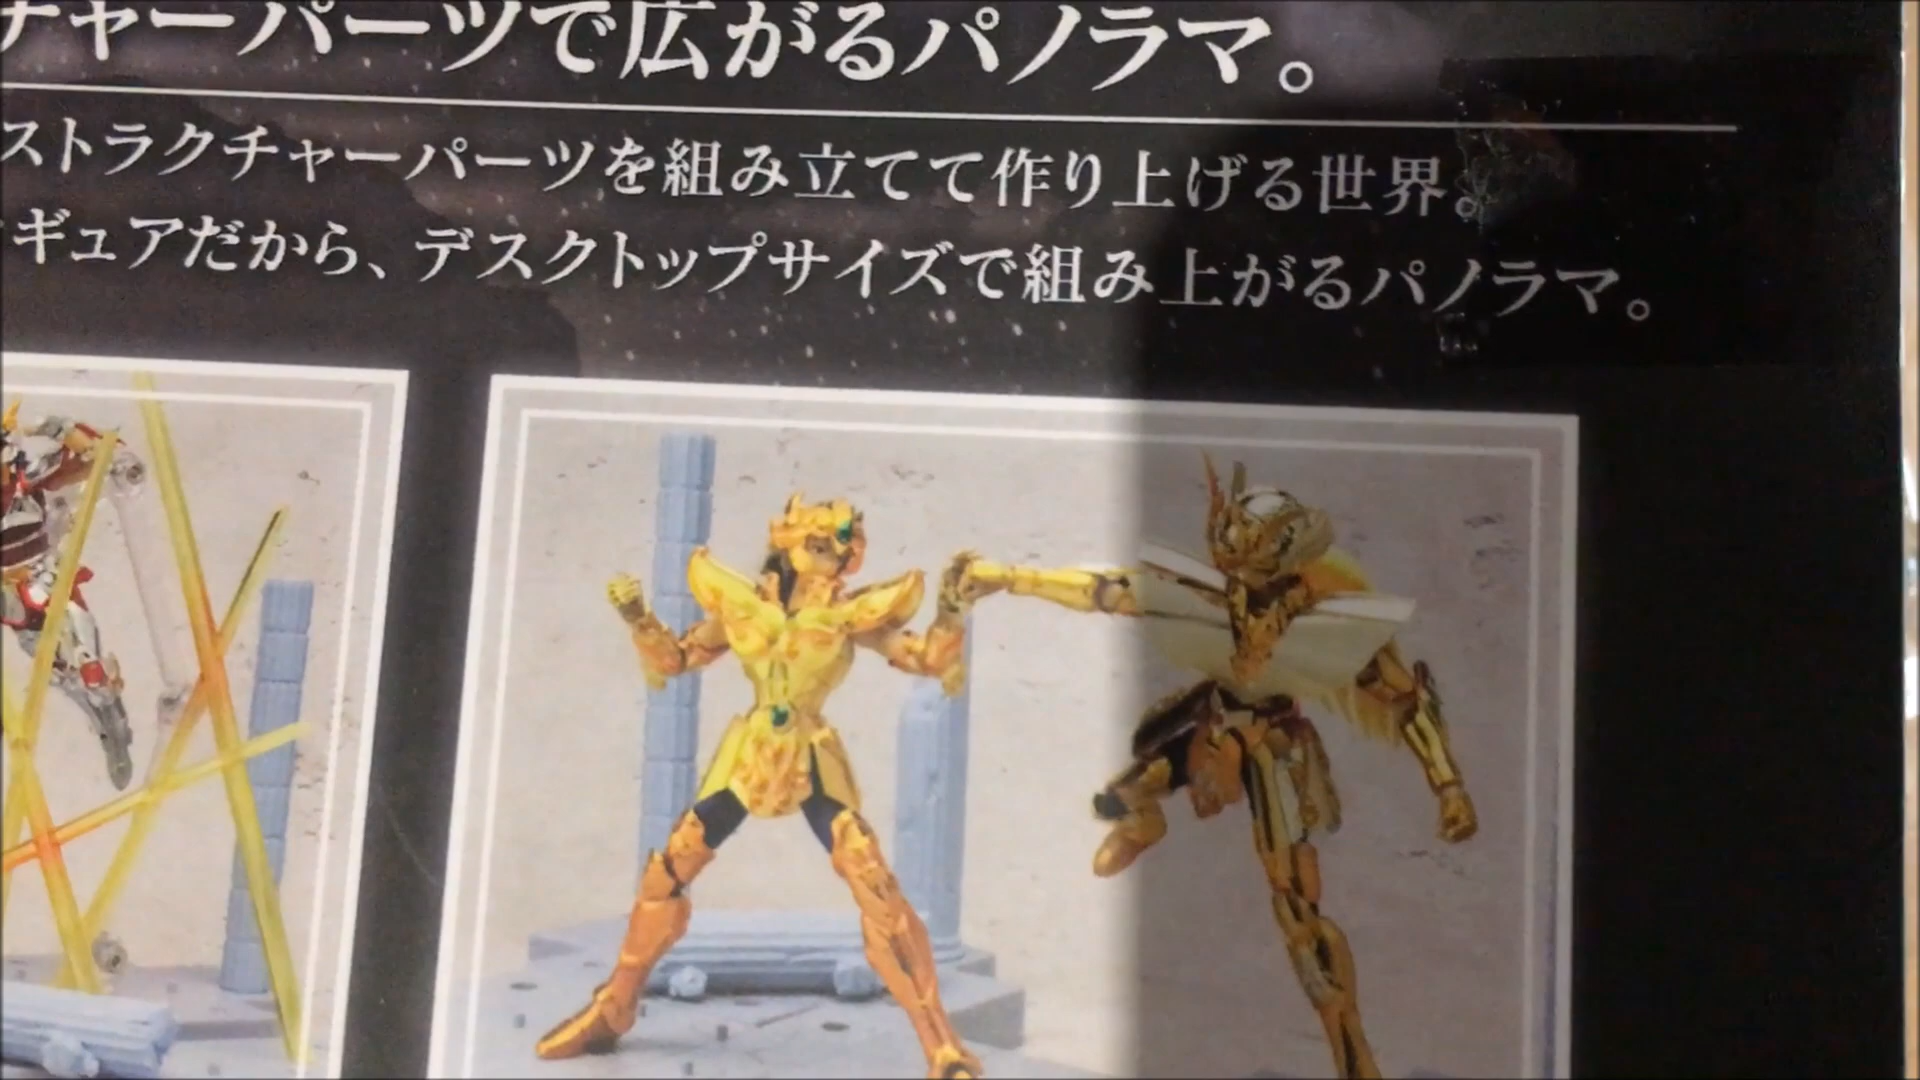 チャーパーツで広がるパノラマ。
ストラクチャーパーツを組み立てて作り上げる世界。
ギュアだから、デスクトップサイズで組み上がるパノラマ。